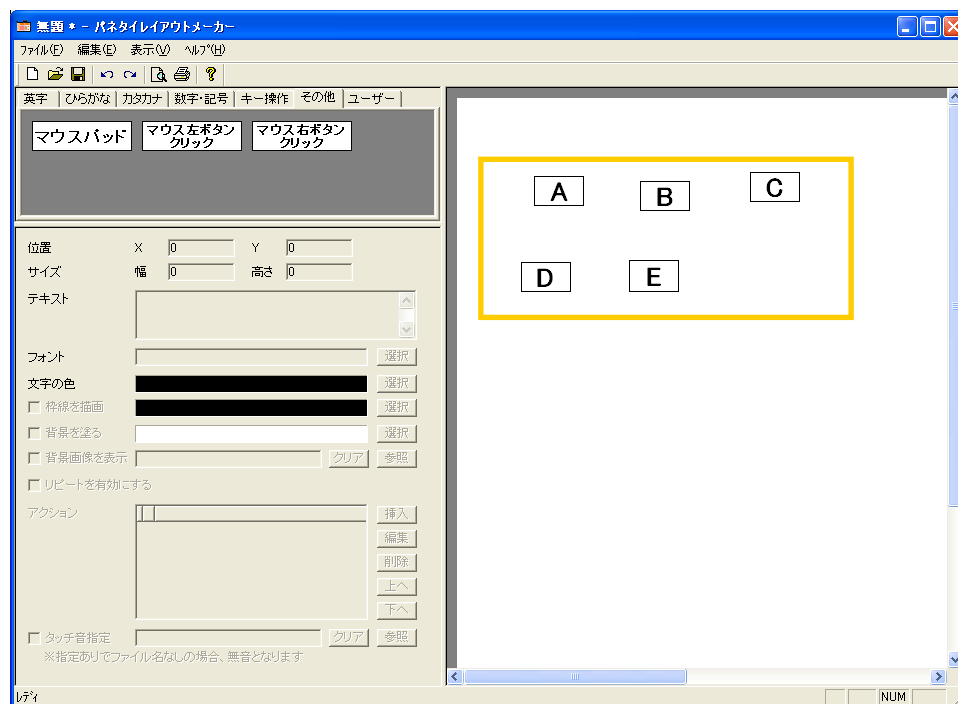 無題 * - パネタイレイアウトメーカー
ファイル(F) 編集(E) 表示(V) ヘルプ(H)
英字 ひらがな カタカナ 数字・記号 キー操作 その他 ユーザー
マウスパッド
マウス左ボタン
クリック
マウス右ボタン
クリック
位置 X 0 Y 0
サイズ 幅 0 高さ 0
テキスト
フォント 選択
文字の色 選択
枠線を描画 選択
背景を塗る 選択
背景画像を表示 クリア 参照
リピートを有効にする
アクション 挿入
編集
削除
上へ
下へ
タッチ音指定 クリア 参照
※指定ありでファイル名なしの場合、無音となります
A B C
D E
レディ NUM